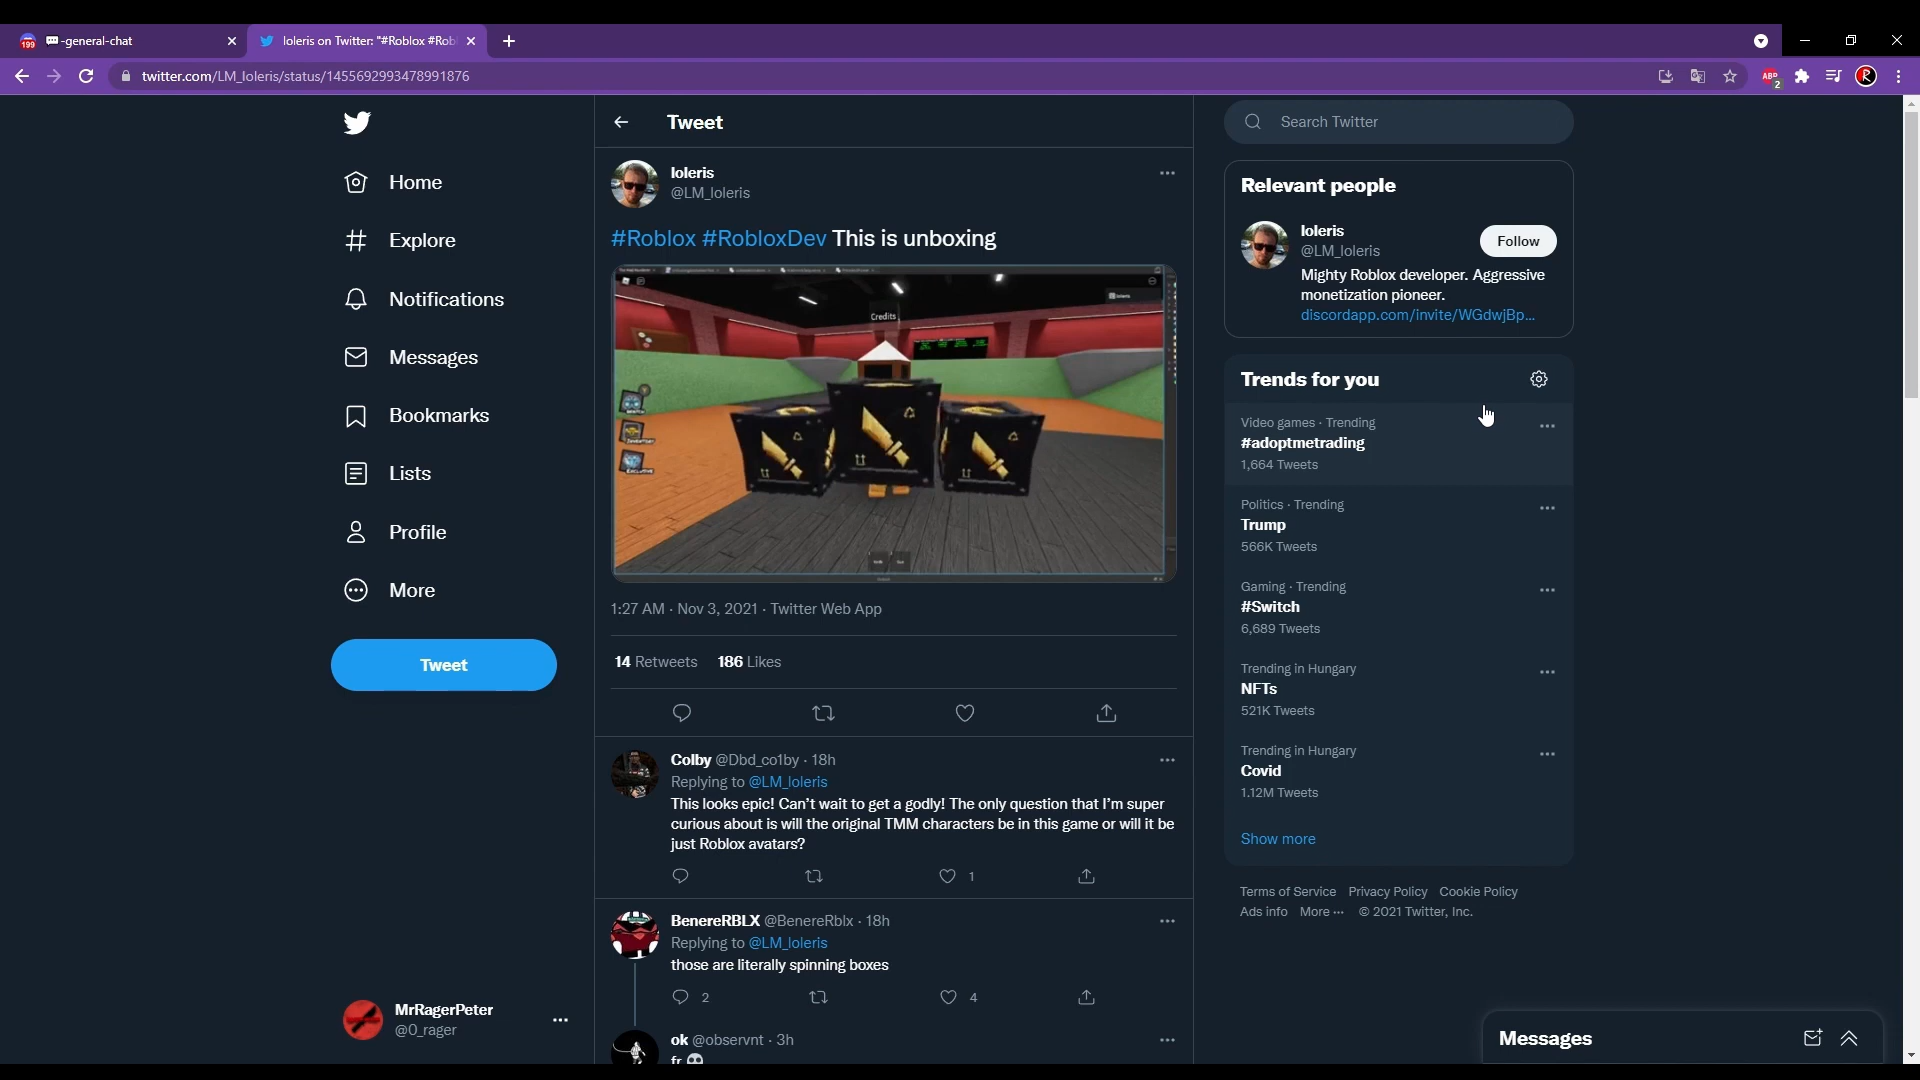 199
-general-chat
loleris on Twitter: "#Roblox #Rob
twitter.com/LM_loleris/status/1455692993478991876
ABP
2
R
Home
Explore
Notifications
Messages
Bookmarks
Lists
Profile
More
Tweet
MrRagerPeter
@0_rager
Tweet
loleris
@LM_loleris
#Roblox #RobloxDev This is unboxing
Credits
loleris
1:27 AM · Nov 3, 2021 · Twitter Web App
14 Retweets 186 Likes
Colby @Dbd_co1by · 18h
Replying to @LM_loleris
This looks epic! Can't wait to get a godly! The only question that I'm super
curious about is will the original TMM characters be in this game or will it be
just Roblox avatars?
1
BenereRBLX @BenereRblx · 18h
Replying to @LM_loleris
those are literally spinning boxes
2
4
ok @observnt · 3h
fr 💀
Search Twitter
Relevant people
loleris
@LM_loleris
Follow
Mighty Roblox developer. Aggressive
monetization pioneer.
discordapp.com/invite/WGdwjBp...
Trends for you
Video games · Trending
#adoptmetrading
1,664 Tweets
Politics · Trending
Trump
566K Tweets
Gaming · Trending
#Switch
6,689 Tweets
Trending in Hungary
NFTs
521K Tweets
Trending in Hungary
Covid
1.12M Tweets
Show more
Terms of Service Privacy Policy Cookie Policy
Ads info More ··· © 2021 Twitter, Inc.
Messages